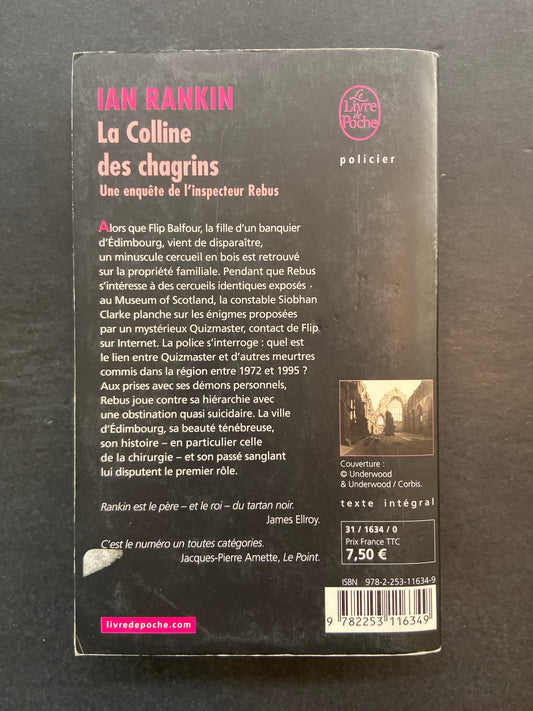 IAN RANKIN
La Colline
des chagrins
Une enquête de l'inspecteur Rebus
Le
Livre
de
Poche
policier
Alors que Flip Balfour, la fille d'un banquier
d'Édimbourg, vient de disparaître,
un minuscule cercueil en bois est retrouvé
sur la propriété familiale. Pendant que Rebus
s'intéresse à des cercueils identiques exposés
au Museum of Scotland, la constable Siobhan
Clarke planche sur les énigmes proposées
par un mystérieux Quizmaster, contact de Flip
sur Internet. La police s'interroge : quel est
le lien entre Quizmaster et d'autres meurtres
commis dans la région entre 1972 et 1995 ?
Aux prises avec ses démons personnels,
Rebus joue contre sa hiérarchie avec
une obstination quasi suicidaire. La ville
d'Édimbourg, sa beauté ténébreuse,
son histoire – en particulier celle
de la chirurgie – et son passé sanglant
lui disputent le premier rôle.
Rankin est le père – et le roi – du tartan noir.
James Ellroy.
C'est le numéro un toutes catégories.
Jacques-Pierre Amette, Le Point.
livredepoche.com
Couverture :
© Underwood
& Underwood / Corbis.
texte intégral
31 / 1634 / 0
Prix France TTC
7,50 €
ISBN 978-2-253-11634-9
9 782253 116349